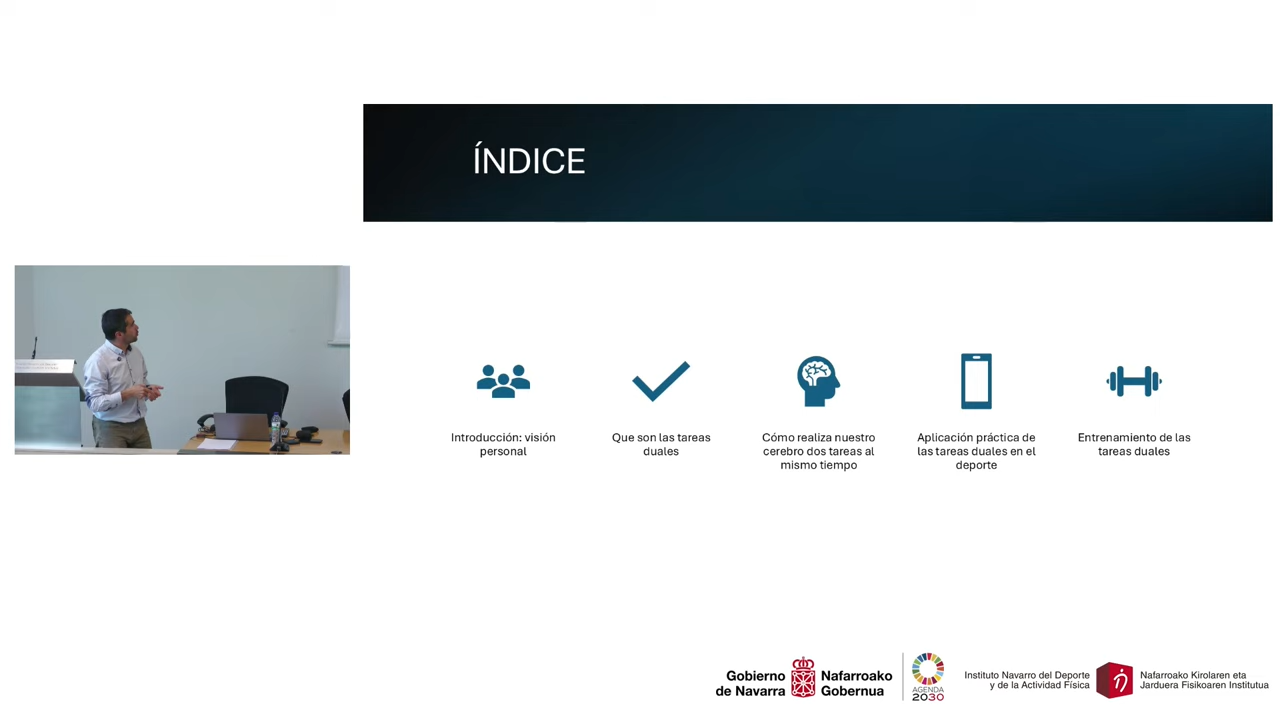 ÍNDICE
Introducción: visión
personal
Que son las tareas
duales
Cómo realiza nuestro
cerebro dos tareas al
mismo tiempo
Aplicación práctica de
las tareas duales en el
deporte
Entrenamiento de las
tareas duales
Gobierno
de Navarra
Nafarroako
Gobernua
AGENDA
2030
Instituto Navarro del Deporte
y de la Actividad Física
Nafarroako Kirolaren eta
Jarduera Fisikoaren Institutua